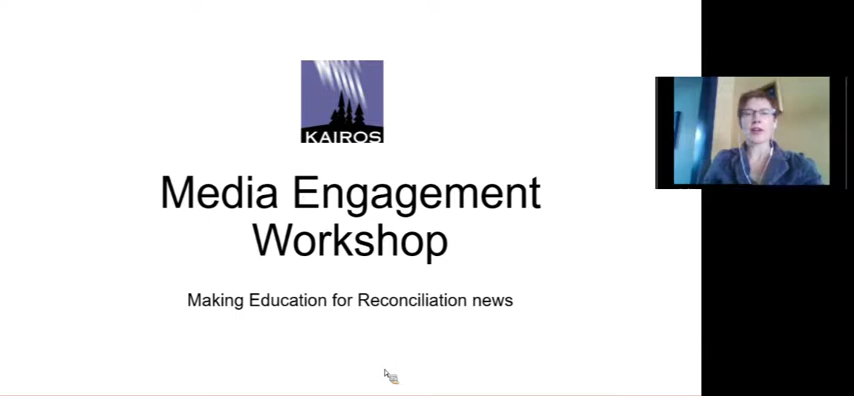 KAIROS
Media Engagement
Workshop
Making Education for Reconciliation news